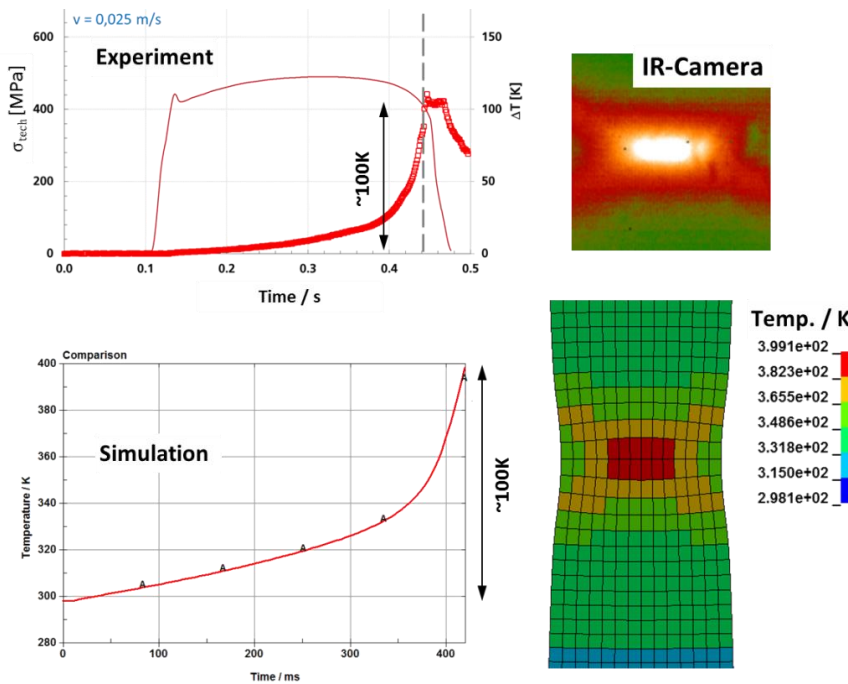 v = 0,025 m/s
600
400
200
0
σtech [MPa]
Experiment
~100K
150
100
50
0
ΔT [K]
0.0 0.1 0.2 0.3 0.4 0.5
Time / s
IR-Camera
Comparison
400
380
360
340
320
300
280
Temperature / K
Simulation
A
A
A
A
A
~100K
0 100 200 300 400
Time / ms
Temp. / K
3.991e+02
3.823e+02
3.655e+02
3.486e+02
3.318e+02
3.150e+02
2.981e+02